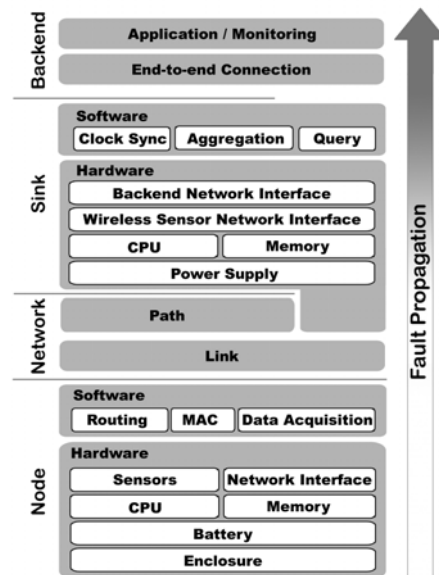 Backend
Application / Monitoring
End-to-end Connection
Sink
Software
Clock Sync Aggregation Query
Hardware
Backend Network Interface
Wireless Sensor Network Interface
CPU Memory
Power Supply
Network
Path
Link
Node
Software
Routing MAC Data Acquisition
Hardware
Sensors Network Interface
CPU Memory
Battery
Enclosure
Fault Propagation